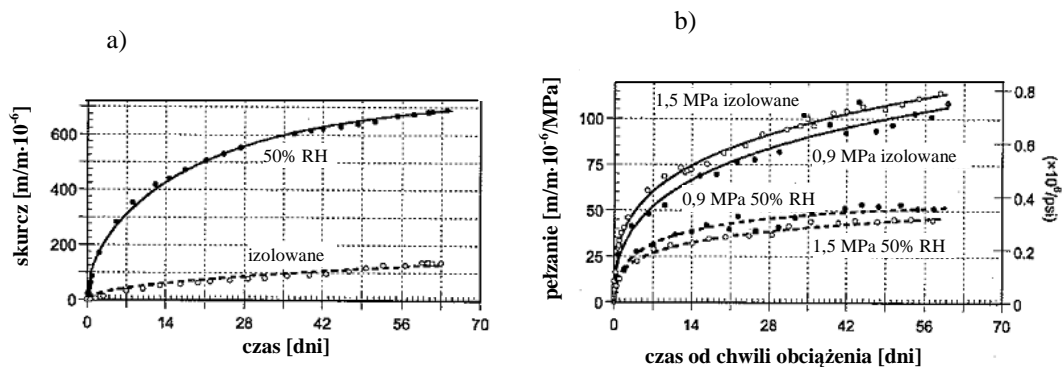 a)
skurcz [m/m·10⁻⁶]
600
400
200
0
50% RH
izolowane
0 14 28 42 56 70
czas [dni]
b)
pełzanie [m/m·10⁻⁶/MPa]
100
75
50
25
0
1,5 MPa izolowane
0,9 MPa izolowane
0,9 MPa 50% RH
1,5 MPa 50% RH
0,8
0,6
0,4
0,2
0
(×10⁶/psi)
0 14 28 42 56 70
czas od chwili obciążenia [dni]